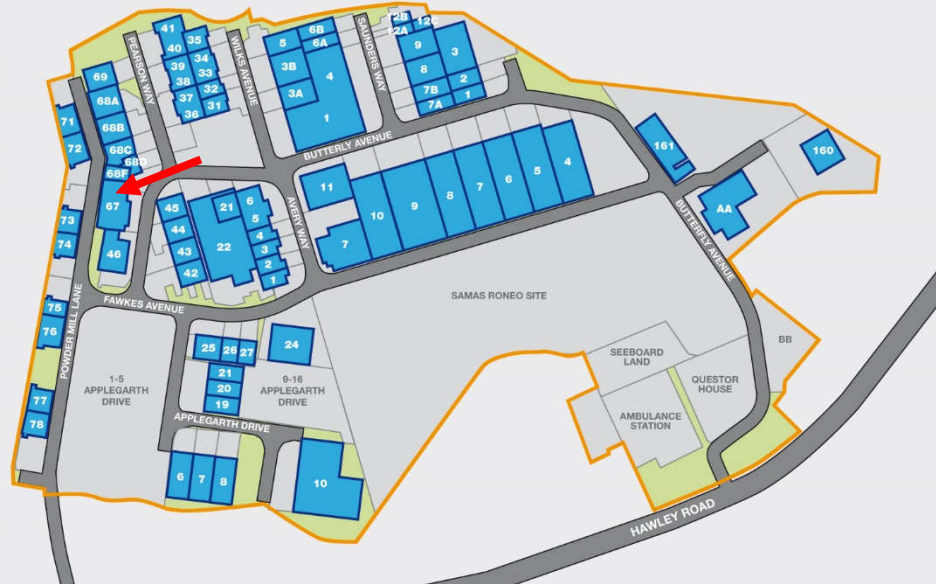 41
35
40
34
39
33
38
32
37
31
36
PEARSON WAY
WILKS AVENUE
5
6B
6A
3B
4
3A
1
SAUNDERS WAY
12B
12C
12A
9
3
8
2
7B
1
7A
69
68A
68B
68C
68D
68F
67
46
71
72
73
74
75
76
77
78
POWDER MILL LANE
BUTTERLY AVENUE
11
10
9
8
7
6
5
4
7
AVERY WAY
45
44
43
42
21
22
6
5
4
3
2
1
FAWKES AVENUE
161
160
AA
BUTTERFLY AVENUE
SAMAS RONEO SITE
BB
SEEBOARD
LAND
QUESTOR
HOUSE
AMBULANCE
STATION
25
26
27
24
21
20
19
1-5
APPLEGARTH
DRIVE
9-16
APPLEGARTH
DRIVE
APPLEGARTH DRIVE
6
7
8
10
HAWLEY ROAD